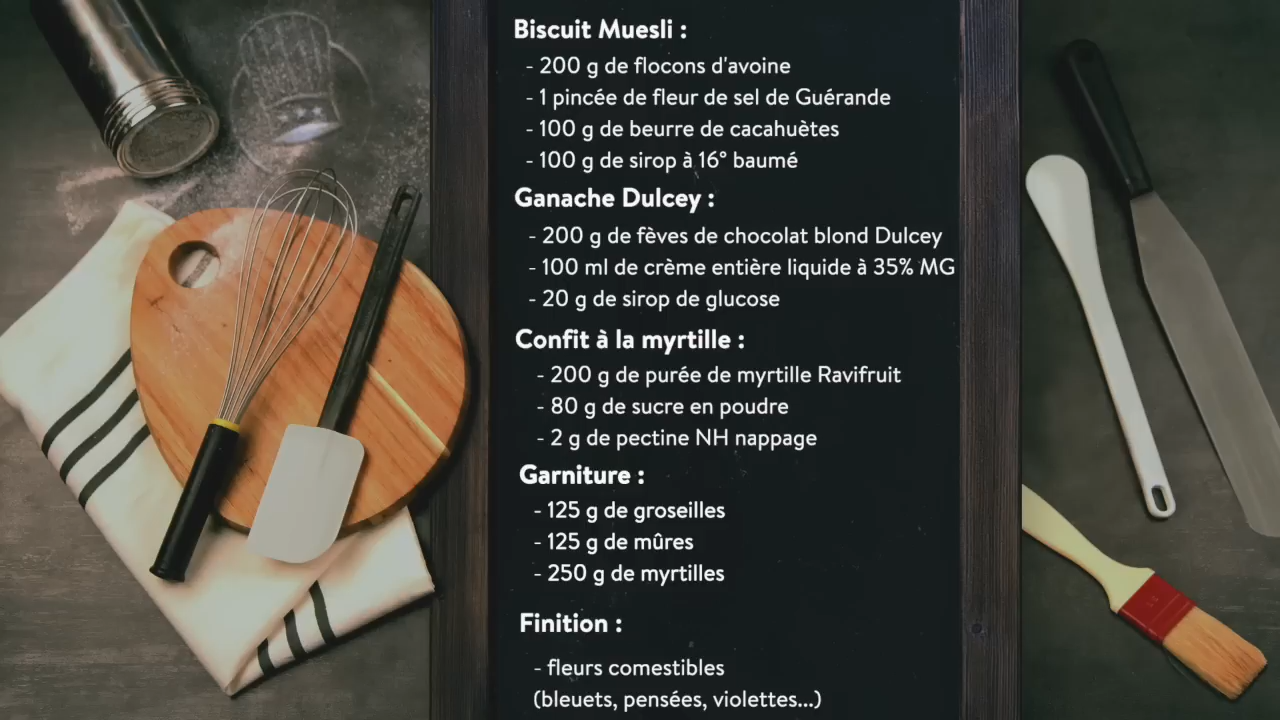 Biscuit Muesli :
- 200 g de flocons d'avoine
- 1 pincée de fleur de sel de Guérande
- 100 g de beurre de cacahuètes
- 100 g de sirop à 16° baumé
Ganache Dulcey :
- 200 g de fèves de chocolat blond Dulcey
- 100 ml de crème entière liquide à 35% MG
- 20 g de sirop de glucose
Confit à la myrtille :
- 200 g de purée de myrtille Ravifruit
- 80 g de sucre en poudre
- 2 g de pectine NH nappage
Garniture :
- 125 g de groseilles
- 125 g de mûres
- 250 g de myrtilles
Finition :
- fleurs comestibles
(bleuets, pensées, violettes...)